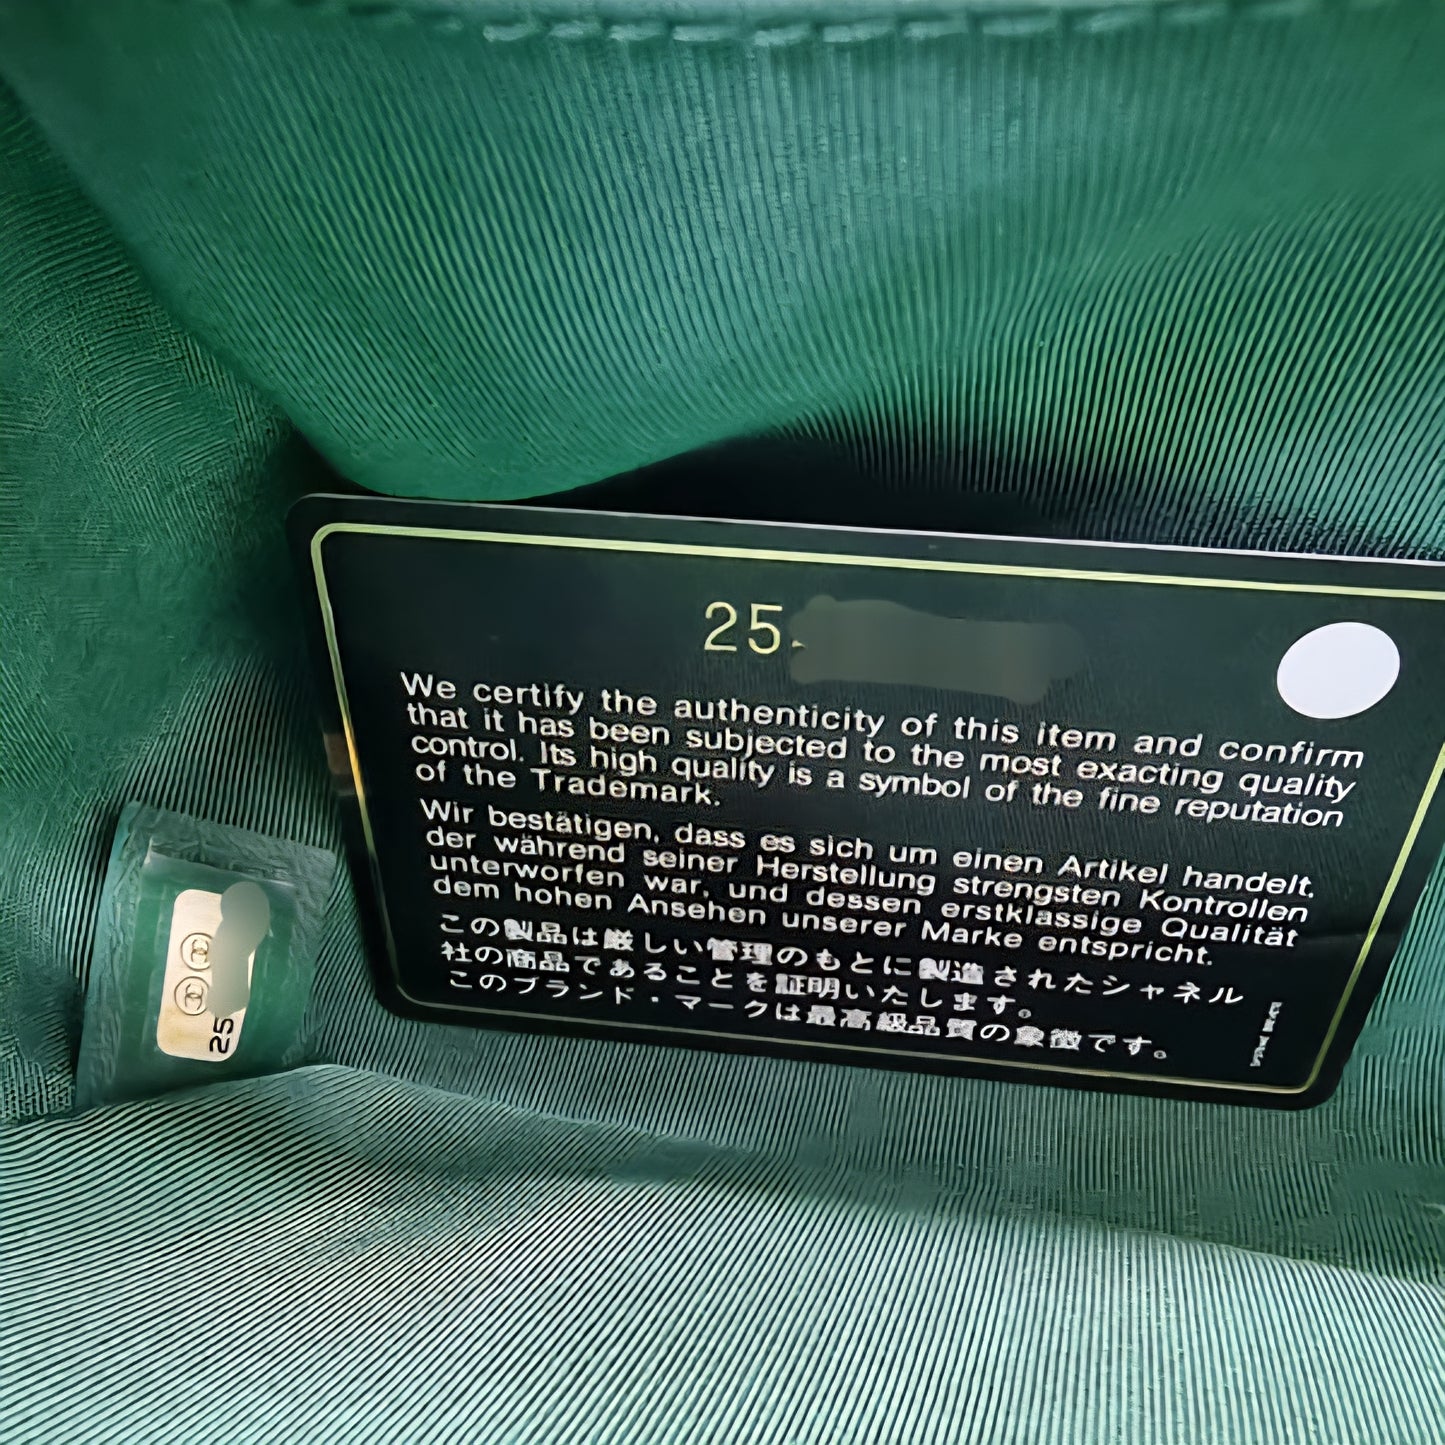 25
We certify the authenticity of this item and confirm
that it has been subjected to the most exacting quality
control. Its high quality is a symbol of the fine reputation
of the Trademark.
Wir bestätigen, dass es sich um einen Artikel handelt,
der während seiner Herstellung strengsten Kontrollen
unterworfen war, und dessen erstklassige Qualität
dem hohen Ansehen unserer Marke entspricht.
この製品は厳しい管理のもとに製造されたシャネル
社の商品であることを証明いたします。
このブランド・マークは最高級品質の象徴です。
25